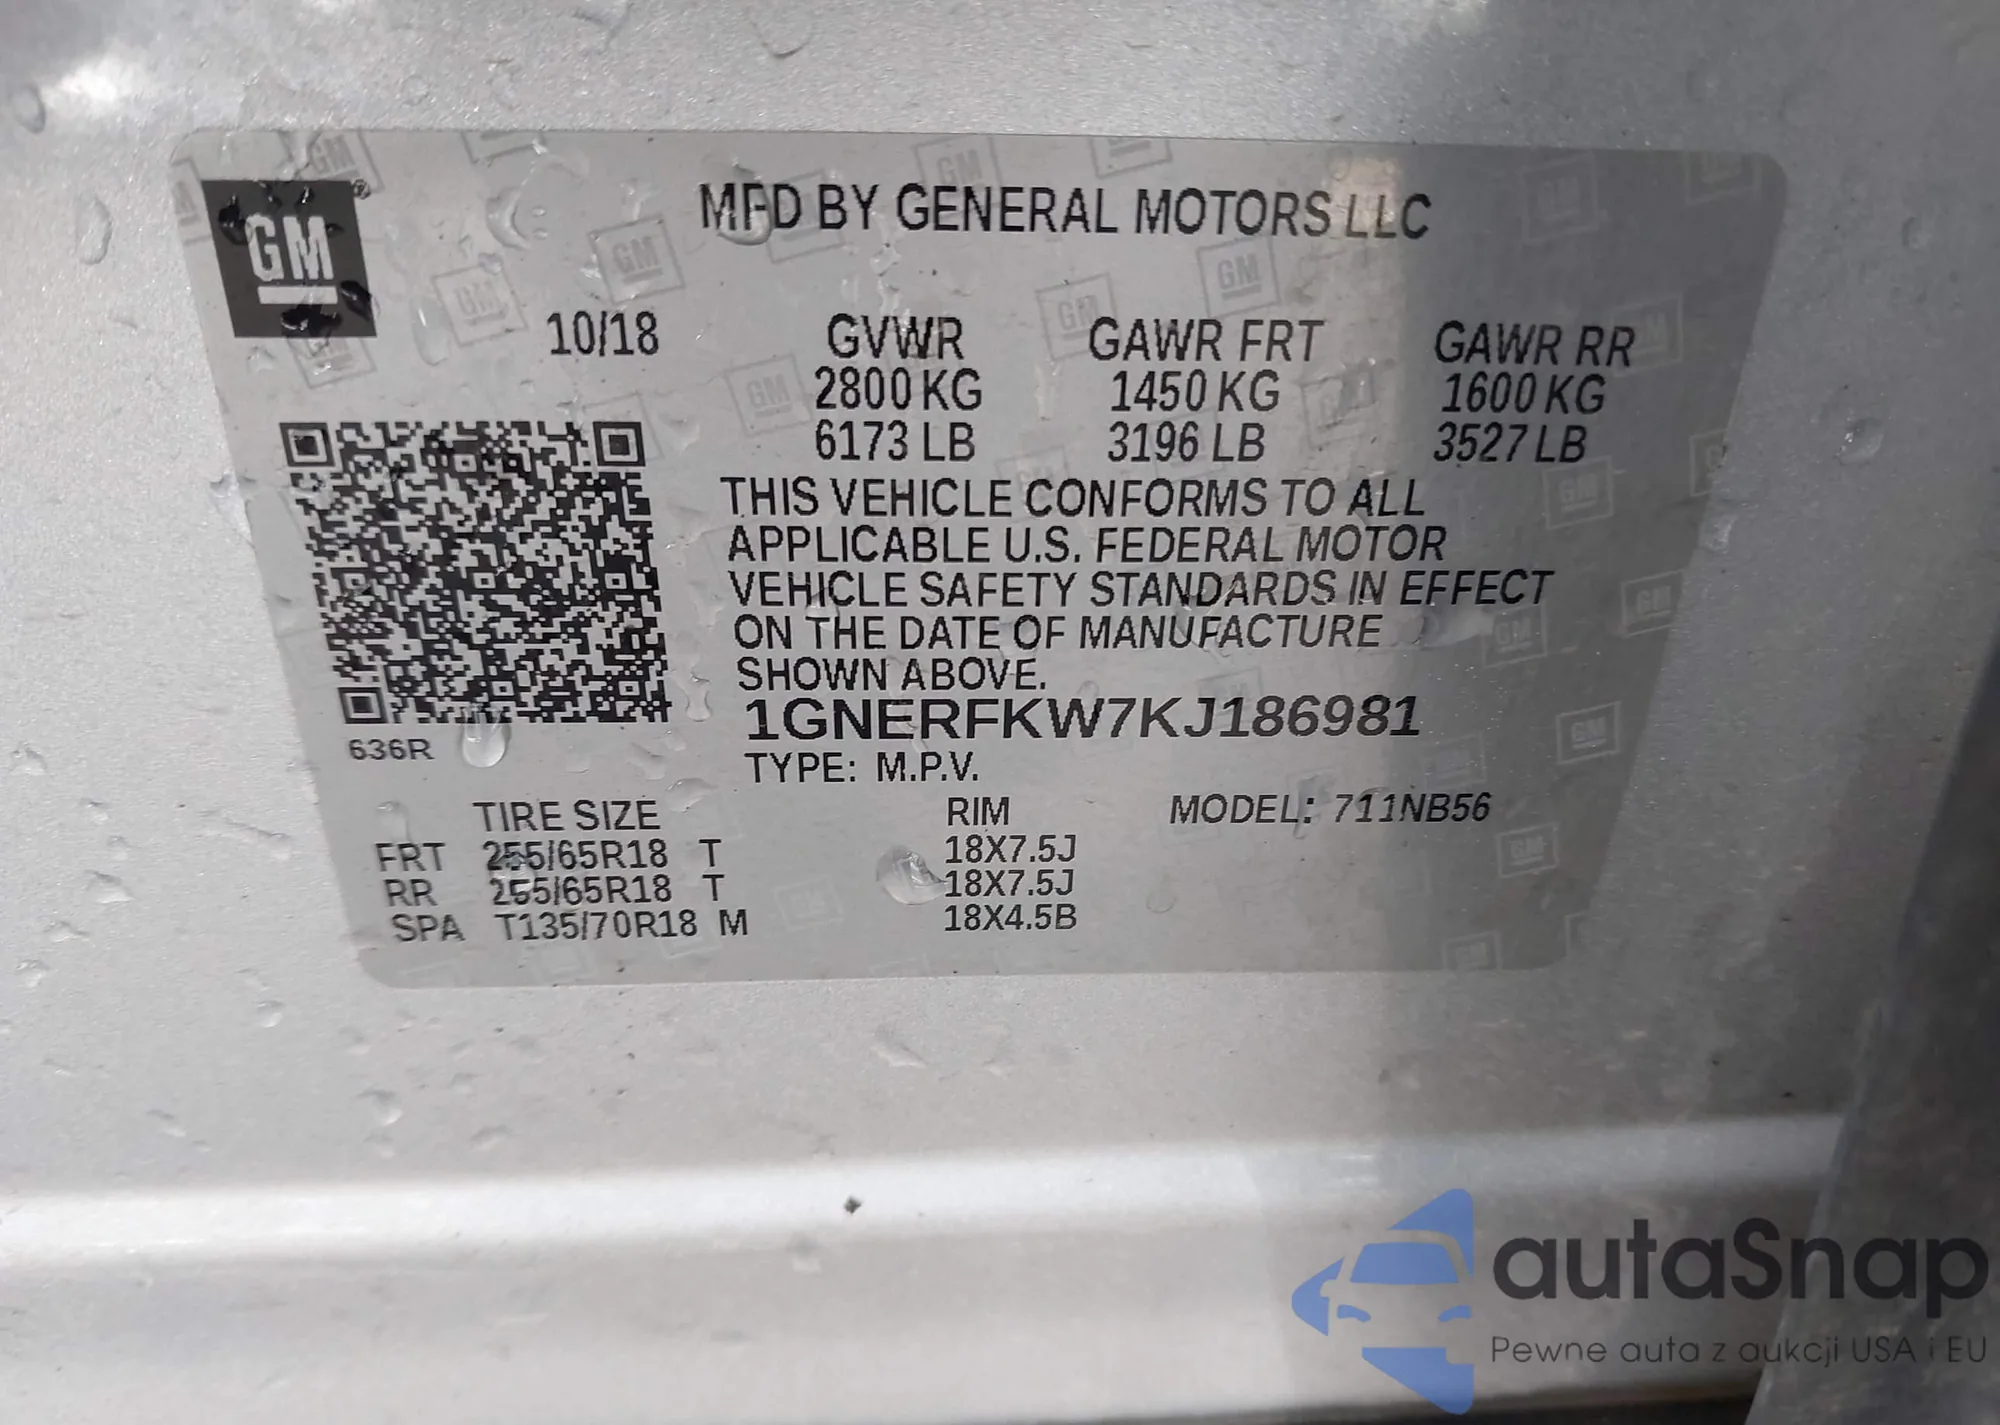 GM
MFD BY GENERAL MOTORS LLC
10/18 GVWR GAWR FRT GAWR RR
2800 KG 1450 KG 1600 KG
6173 LB 3196 LB 3527 LB
THIS VEHICLE CONFORMS TO ALL
APPLICABLE U.S. FEDERAL MOTOR
VEHICLE SAFETY STANDARDS IN EFFECT
ON THE DATE OF MANUFACTURE
SHOWN ABOVE.
1GNERFKW7KJ186981
636R
TYPE: M.P.V.
TIRE SIZE RIM MODEL: 711NB56
FRT 255/65R18 T 18X7.5J
RR 255/65R18 T 18X7.5J
SPA T135/70R18 M 18X4.5B
autaSnap
Pewne auta z aukcji USA i EU